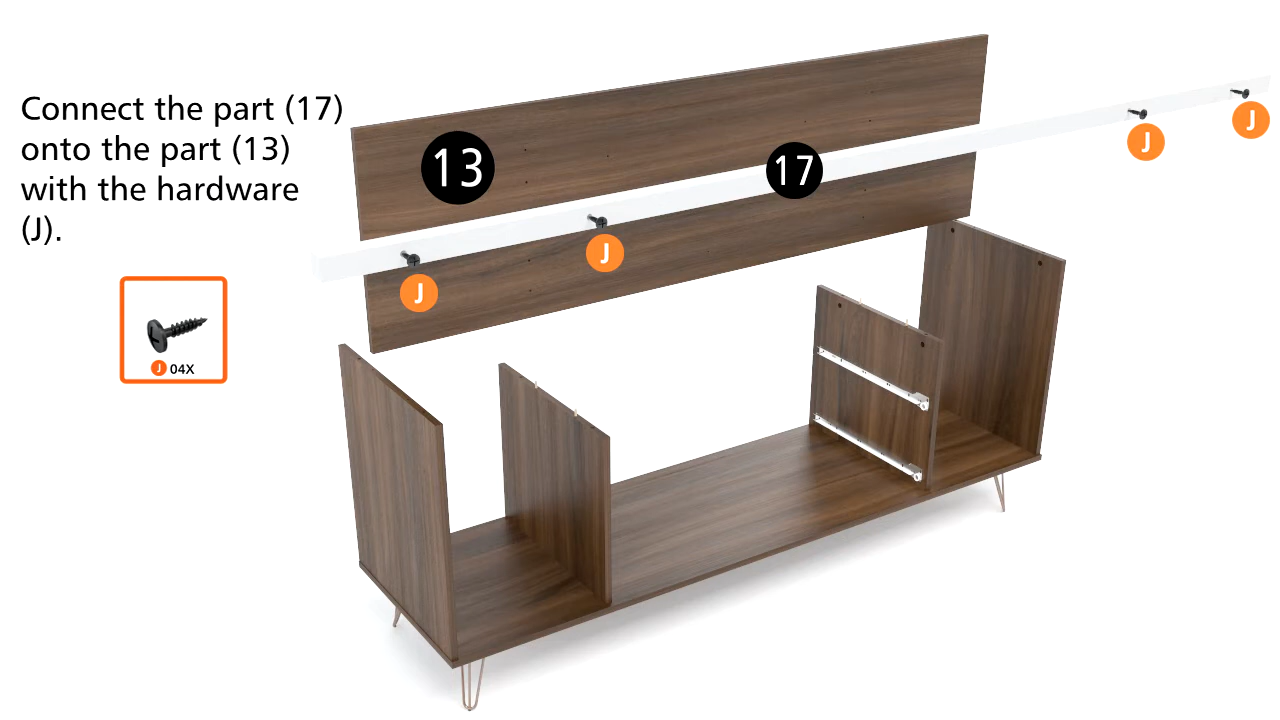 Connect the part (17)
onto the part (13)
with the hardware
(J).
J 04X
13
17
J
J
J
J